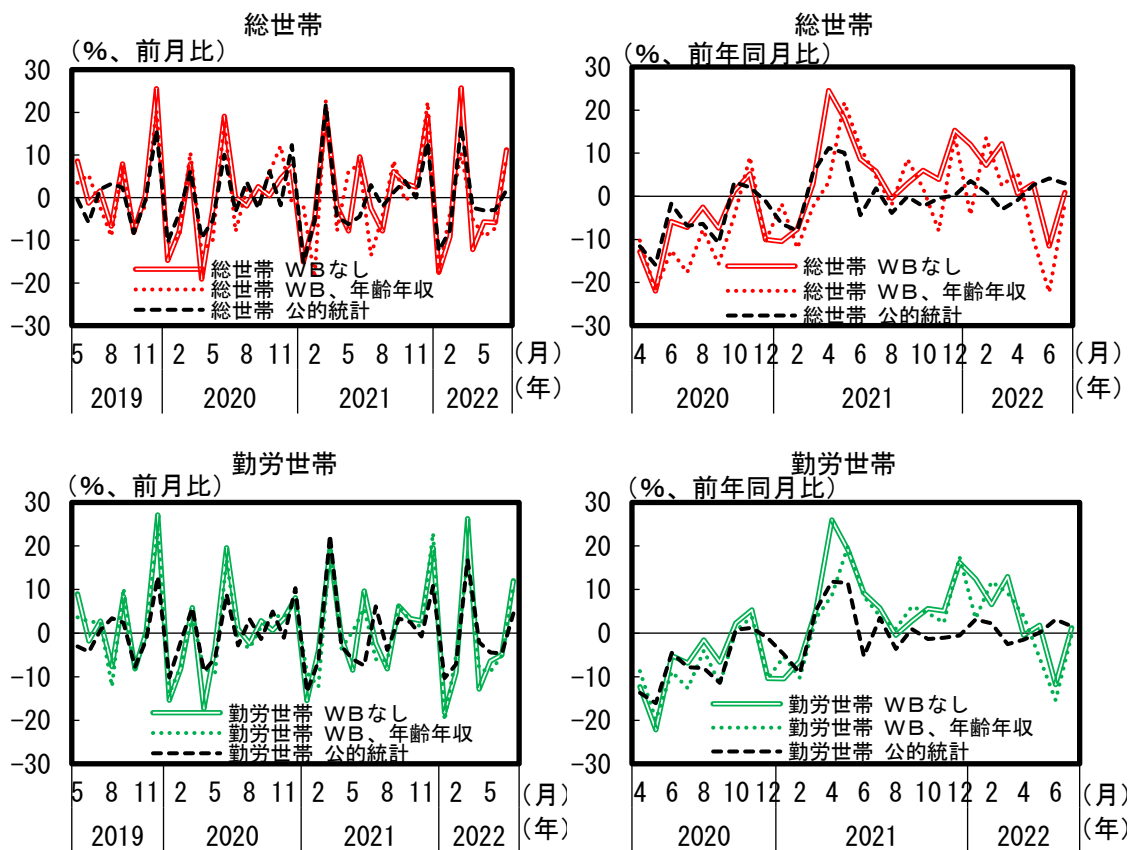 総世帯
（%、前月比）
30
20
10
0
-10
-20
-30
総世帯 ＷＢなし
総世帯 ＷＢ、年齢年収
総世帯 公的統計
5 8 11 2 5 8 11 2 5 8 11 2 5 （月）
2019 2020 2021 2022 （年）
総世帯
（%、前年同月比）
30
20
10
0
-10
-20
-30
総世帯 ＷＢなし
総世帯 ＷＢ、年齢年収
総世帯 公的統計
4 6 8 10 12 2 4 6 8 10 12 2 4 6 （月）
2020 2021 2022 （年）
勤労世帯
（%、前月比）
30
20
10
0
-10
-20
-30
勤労世帯 ＷＢなし
勤労世帯 ＷＢ、年齢年収
勤労世帯 公的統計
5 8 11 2 5 8 11 2 5 8 11 2 5 （月）
2019 2020 2021 2022 （年）
勤労世帯
（%、前年同月比）
30
20
10
0
-10
-20
-30
勤労世帯 ＷＢなし
勤労世帯 ＷＢ、年齢年収
勤労世帯 公的統計
4 6 8 10 12 2 4 6 8 10 12 2 4 6 （月）
2020 2021 2022 （年）